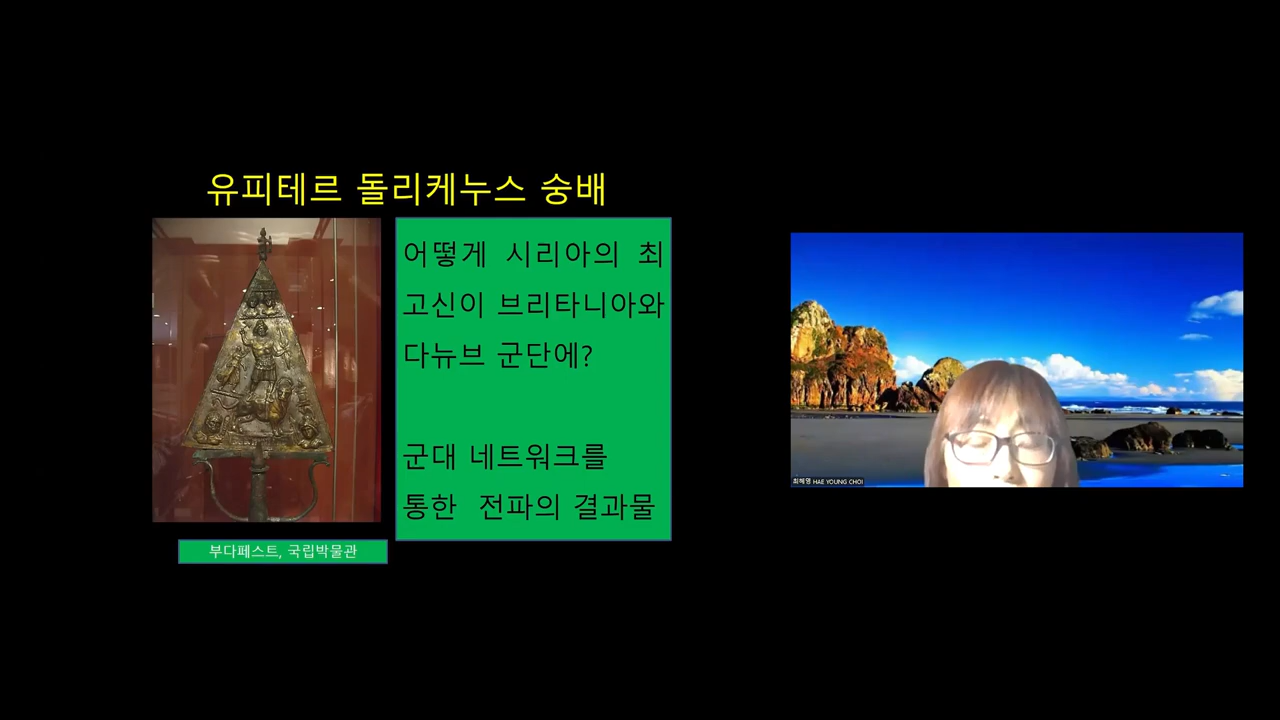 유피테르 돌리케누스 숭배
어떻게 시리아의 최
고신이 브리타니아와
다뉴브 군단에?
군대 네트워크를
통한 전파의 결과물
부다페스트, 국립박물관
최혜영 HAE YOUNG CHOI